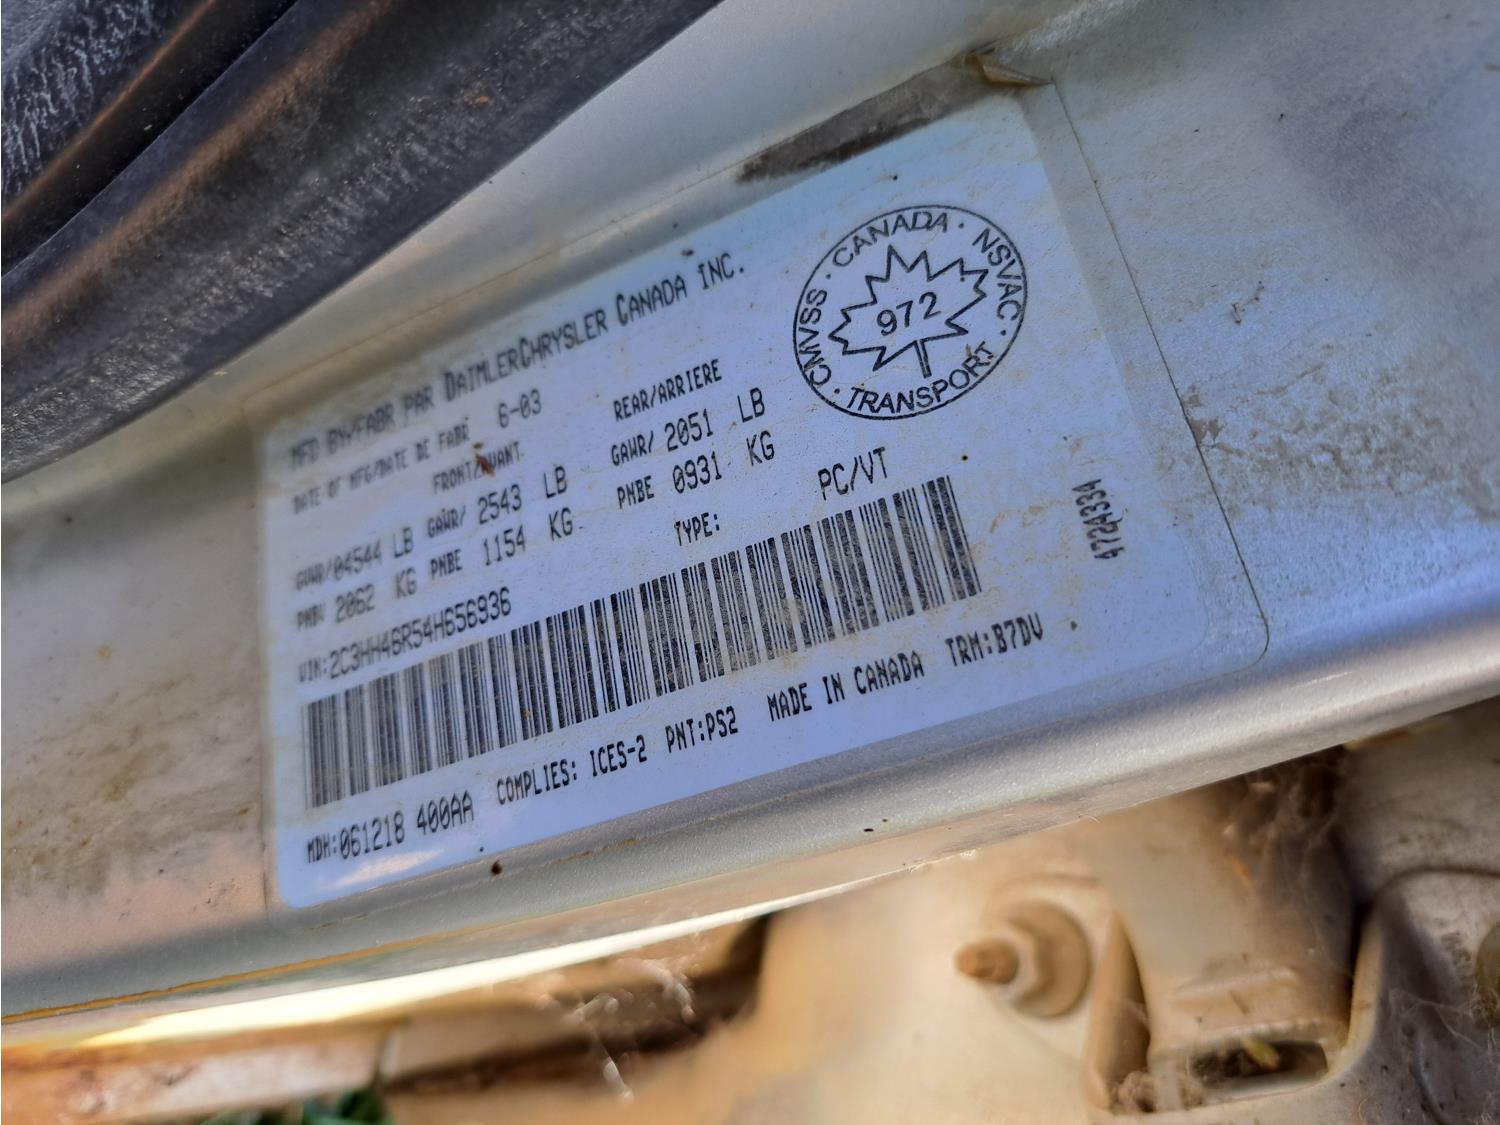 MFD BY/FABR PAR DAIMLERCHRYSLER CANADA INC.
DATE OF MFG/DATE DE FABR 6-03
FRONT/AVANT REAR/ARRIERE
GVWR/04544 LB GAWR/ 2543 LB GAWR/ 2051 LB
PNBV 2062 KG PNBE 1154 KG PNBE 0931 KG
VIN:2C3HH46R54H656936 TYPE: PC/VT
MDH:061218 400AA COMPLIES: ICES-2 PNT:PS2 MADE IN CANADA TRM:B7DV
4724334
CMVSS · CANADA · NSVAC · TRANSPORT ·
972